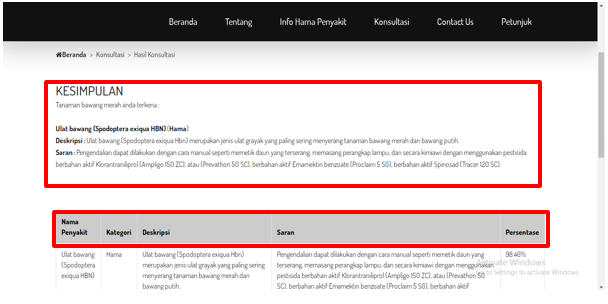 Beranda Tentang Info Hama Penyakit Konsultasi Contact Us Petunjuk
Beranda > Konsultasi > Hasil Konsultasi
KESIMPULAN
Tanaman bawang merah anda terkena :
Ulat bawang (Spodoptera exiqua HBN) (Hama)
Deskripsi : Ulat bawang (Spodoptera exiqua Hbn) merupakan jenis ulat grayak yang paling sering menyerang tanaman bawang merah dan bawang putih.
Saran : Pengendalian dapat dilakukan dengan cara manual seperti memetik daun yang terserang, memasang perangkap lampu, dan secara kimiawi dengan menggunakan pestisida
berbahan aktif Klorantraniliprol (Ampligo 150 ZC), atau (Prevathon 50 SC), berbahan aktif Emamektin benzoate (Proclaim 5 SG), berbahan aktif Spinosad (Tracer 120 SC).
Nama
Penyakit Kategori Deskripsi Saran Persentase
Ulat bawang Hama Ulat bawang (Spodoptera exiqua Hbn) Pengendalian dapat dilakukan dengan cara manual seperti memetik daun yang 98.46%
(Spodoptera merupakan jenis ulat grayak yang paling sering terserang, memasang perangkap lampu, dan secara kimiawi dengan menggunakan
exiqua HBN) menyerang tanaman bawang merah dan pestisida berbahan aktif Klorantraniliprol (Ampligo 150 ZC), atau (Prevathon 50
bawang putih. SC), berbahan aktif Emamektin benzoate (Proclaim 5 SG), berbahan aktif
Activate Windows
Go to Settings to activate Windows.